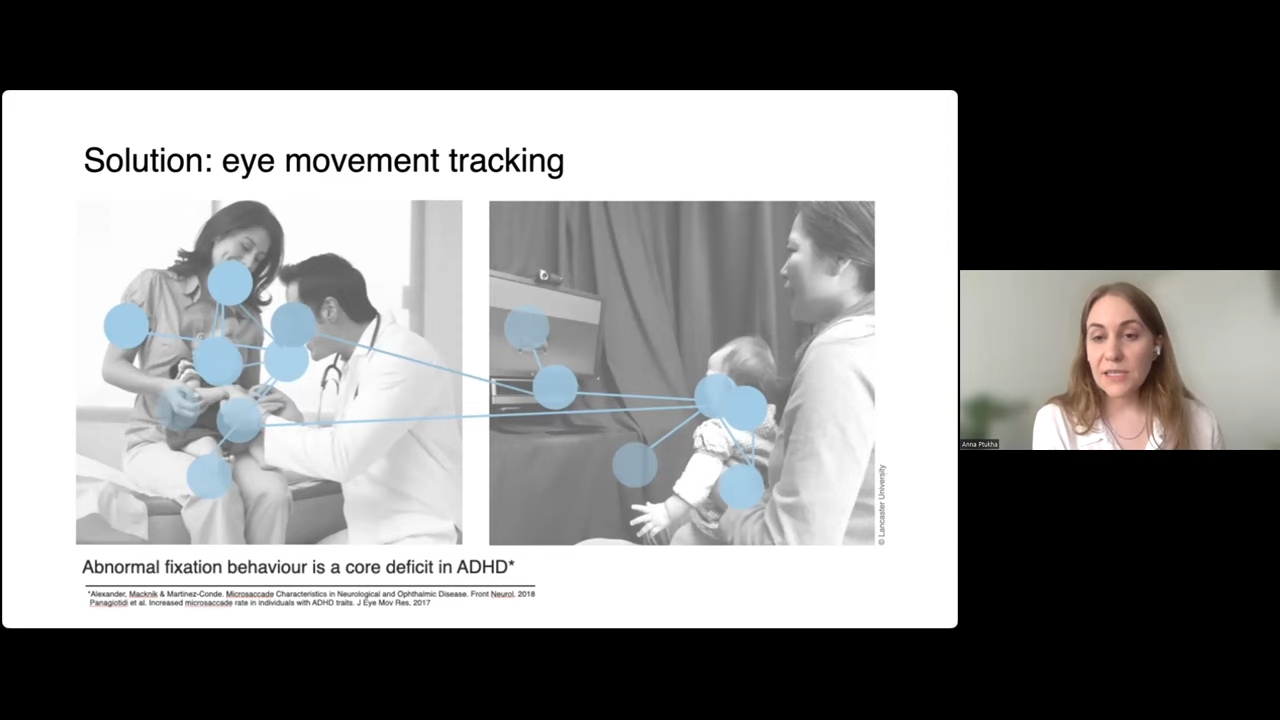 Solution: eye movement tracking
© Lancaster University
Abnormal fixation behaviour is a core deficit in ADHD*
*Alexander, Macknik & Martinez-Conde. Microsaccade Characteristics in Neurological and Ophthalmic Disease. Front Neurol. 2018
Panagiotidi et al. Increased microsaccade rate in individuals with ADHD traits. J Eye Mov Res. 2017
Anna Ptukha